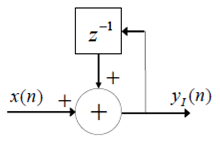 z⁻¹
+
x(n) + + y_I(n)